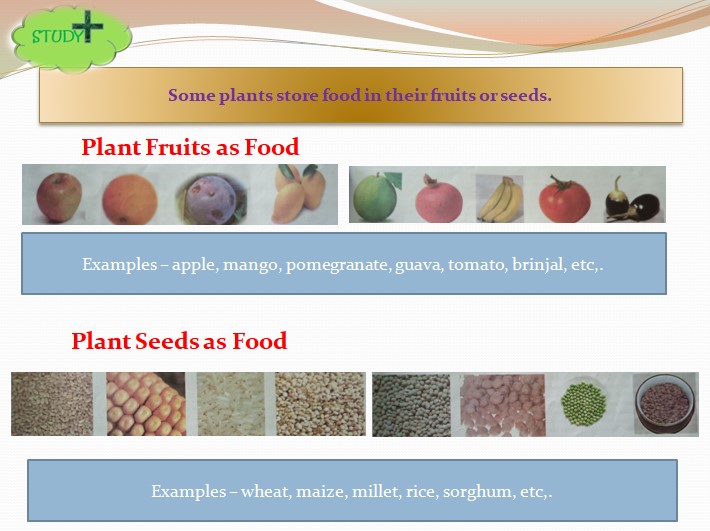 STUDY+
Some plants store food in their fruits or seeds.
Plant Fruits as Food
Examples – apple, mango, pomegranate, guava, tomato, brinjal, etc,.
Plant Seeds as Food
Examples – wheat, maize, millet, rice, sorghum, etc,.